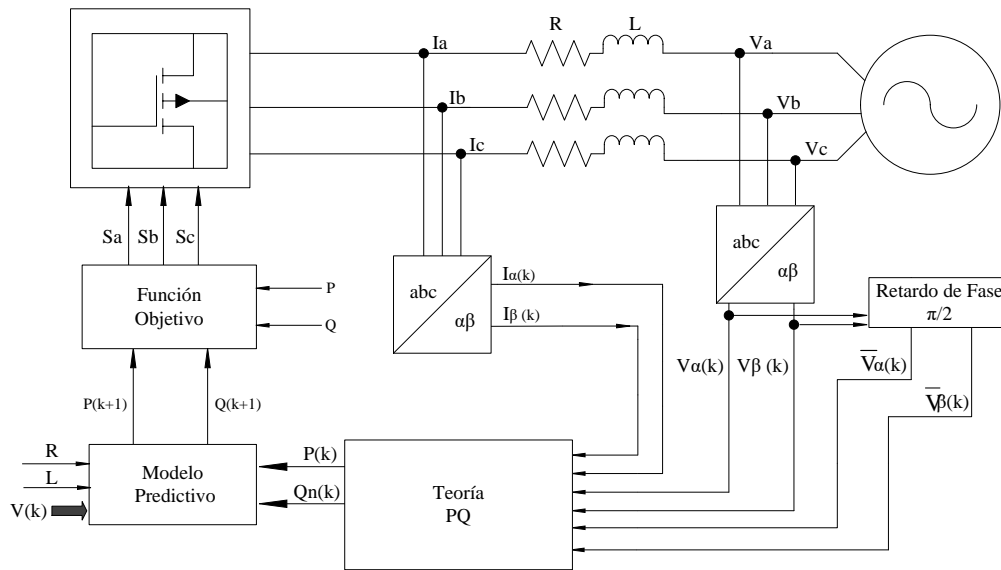 Ia
R
L
Va
Ib
Vb
Ic
Vc
Sa
Sb
Sc
abc
αβ
abc
αβ
Iα(k)
Iβ (k)
Función
Objetivo
P
Q
Retardo de Fase
π/2
Vα(k)
Vβ (k)
V̅α(k)
V̅β(k)
P(k+1)
Q(k+1)
R
L
V(k)
Modelo
Predictivo
P(k)
Qn(k)
Teoría
PQ